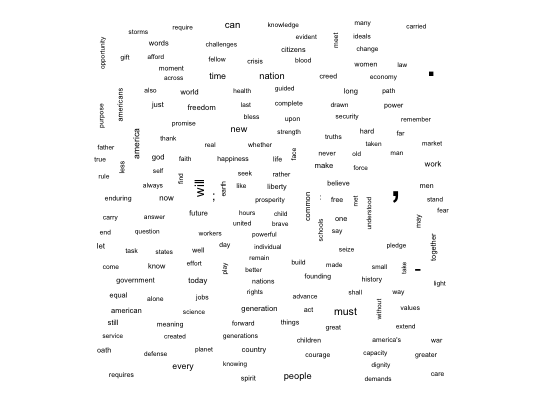 can knowledge many carried
storms require evident meet ideals
opportunity words challenges citizens change
gift afford fellow crisis blood women law
moment across time nation creed economy .
americans also world health guided long path
purpose just freedom last complete drawn power
promise bless upon security remember
america new strength truths hard far
thank real whether taken market
father god faith happiness life face never old man
true less self seek rather make force work
rule always find will earth like liberty believe men
enduring now ; prosperity common : free met , stand
carry answer future hours child one understood may fear
end question workers united brave schools say
let task states well day powerful individual seize pledge together
come know effort play remain better build made small take -
government today nations founding history light
equal alone jobs rights advance shall way
american science generation act must without values
still meaning forward things great extend
service created generations children america's war
oath defense planet country courage capacity greater
every knowing dignity
requires spirit people demands care